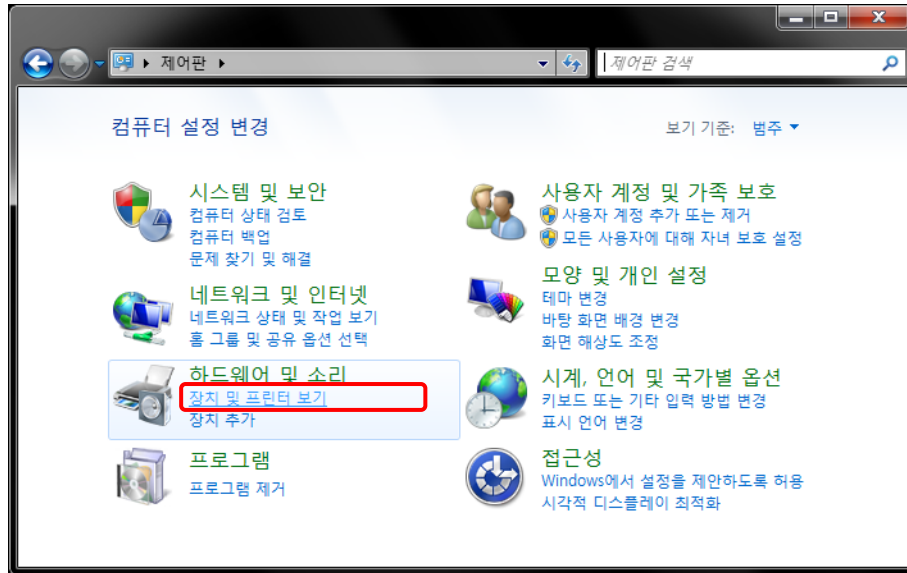 제어판
제어판 검색
컴퓨터 설정 변경
보기 기준: 범주
시스템 및 보안
컴퓨터 상태 검토
컴퓨터 백업
문제 찾기 및 해결
네트워크 및 인터넷
네트워크 상태 및 작업 보기
홈 그룹 및 공유 옵션 선택
하드웨어 및 소리
장치 및 프린터 보기
장치 추가
프로그램
프로그램 제거
사용자 계정 및 가족 보호
사용자 계정 추가 또는 제거
모든 사용자에 대해 자녀 보호 설정
모양 및 개인 설정
테마 변경
바탕 화면 배경 변경
화면 해상도 조정
시계, 언어 및 국가별 옵션
키보드 또는 기타 입력 방법 변경
표시 언어 변경
접근성
Windows에서 설정을 제안하도록 허용
시각적 디스플레이 최적화